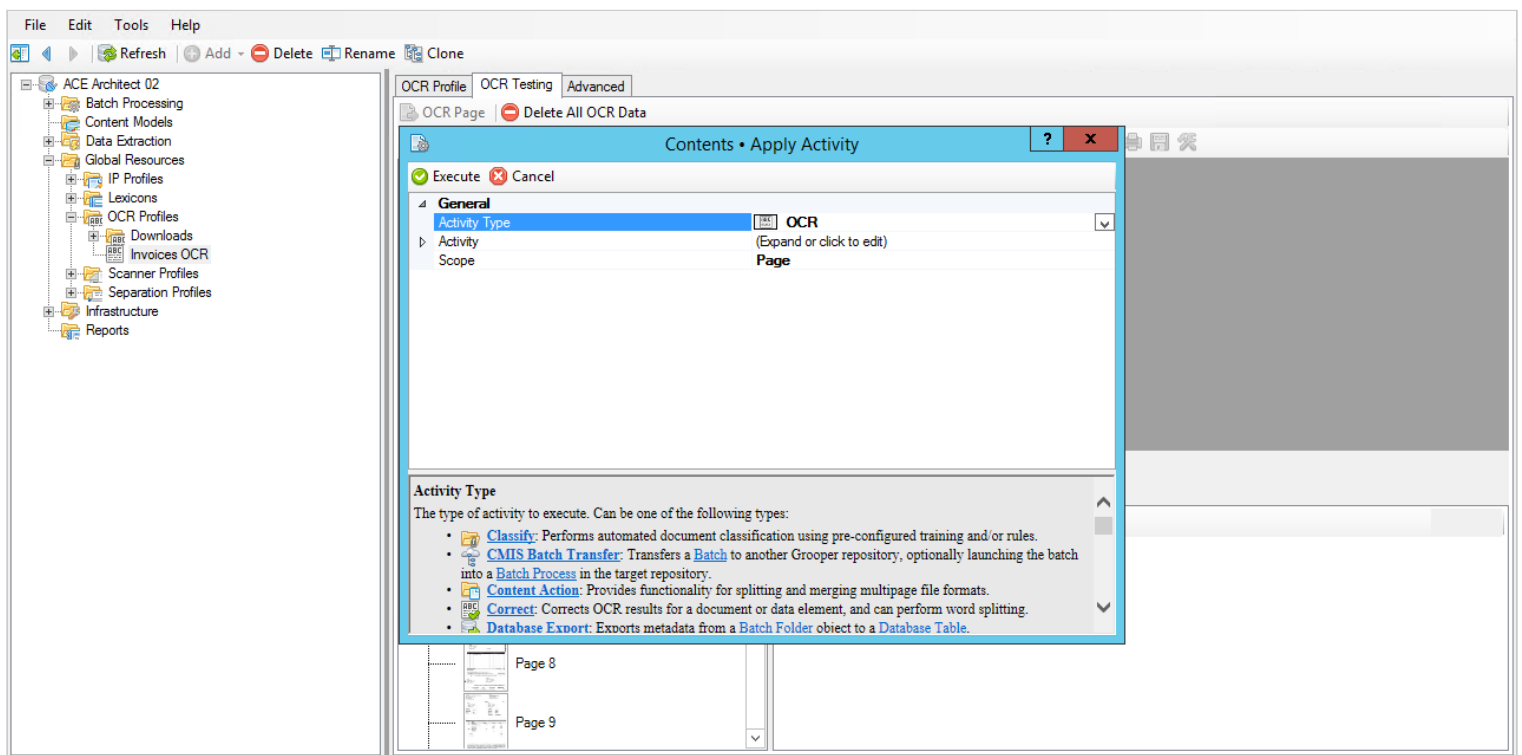 File Edit Tools Help
Refresh Add Delete Rename Clone
ACE Architect 02
Batch Processing
Content Models
Data Extraction
Global Resources
IP Profiles
Lexicons
OCR Profiles
Downloads
Invoices OCR
Scanner Profiles
Separation Profiles
Infrastructure
Reports
OCR Profile OCR Testing Advanced
OCR Page Delete All OCR Data
Contents • Apply Activity ? x
Execute Cancel
General
Activity Type OCR
Activity (Expand or click to edit)
Scope Page
Activity Type
The type of activity to execute. Can be one of the following types:
• Classify: Performs automated document classification using pre-configured training and/or rules.
• CMIS Batch Transfer: Transfers a Batch to another Grooper repository, optionally launching the batch
into a Batch Process in the target repository.
• Content Action: Provides functionality for splitting and merging multipage file formats.
• Correct: Corrects OCR results for a document or data element, and can perform word splitting.
• Database Export: Exports metadata from a Batch Folder object to a Database Table.
Page 8
Page 9